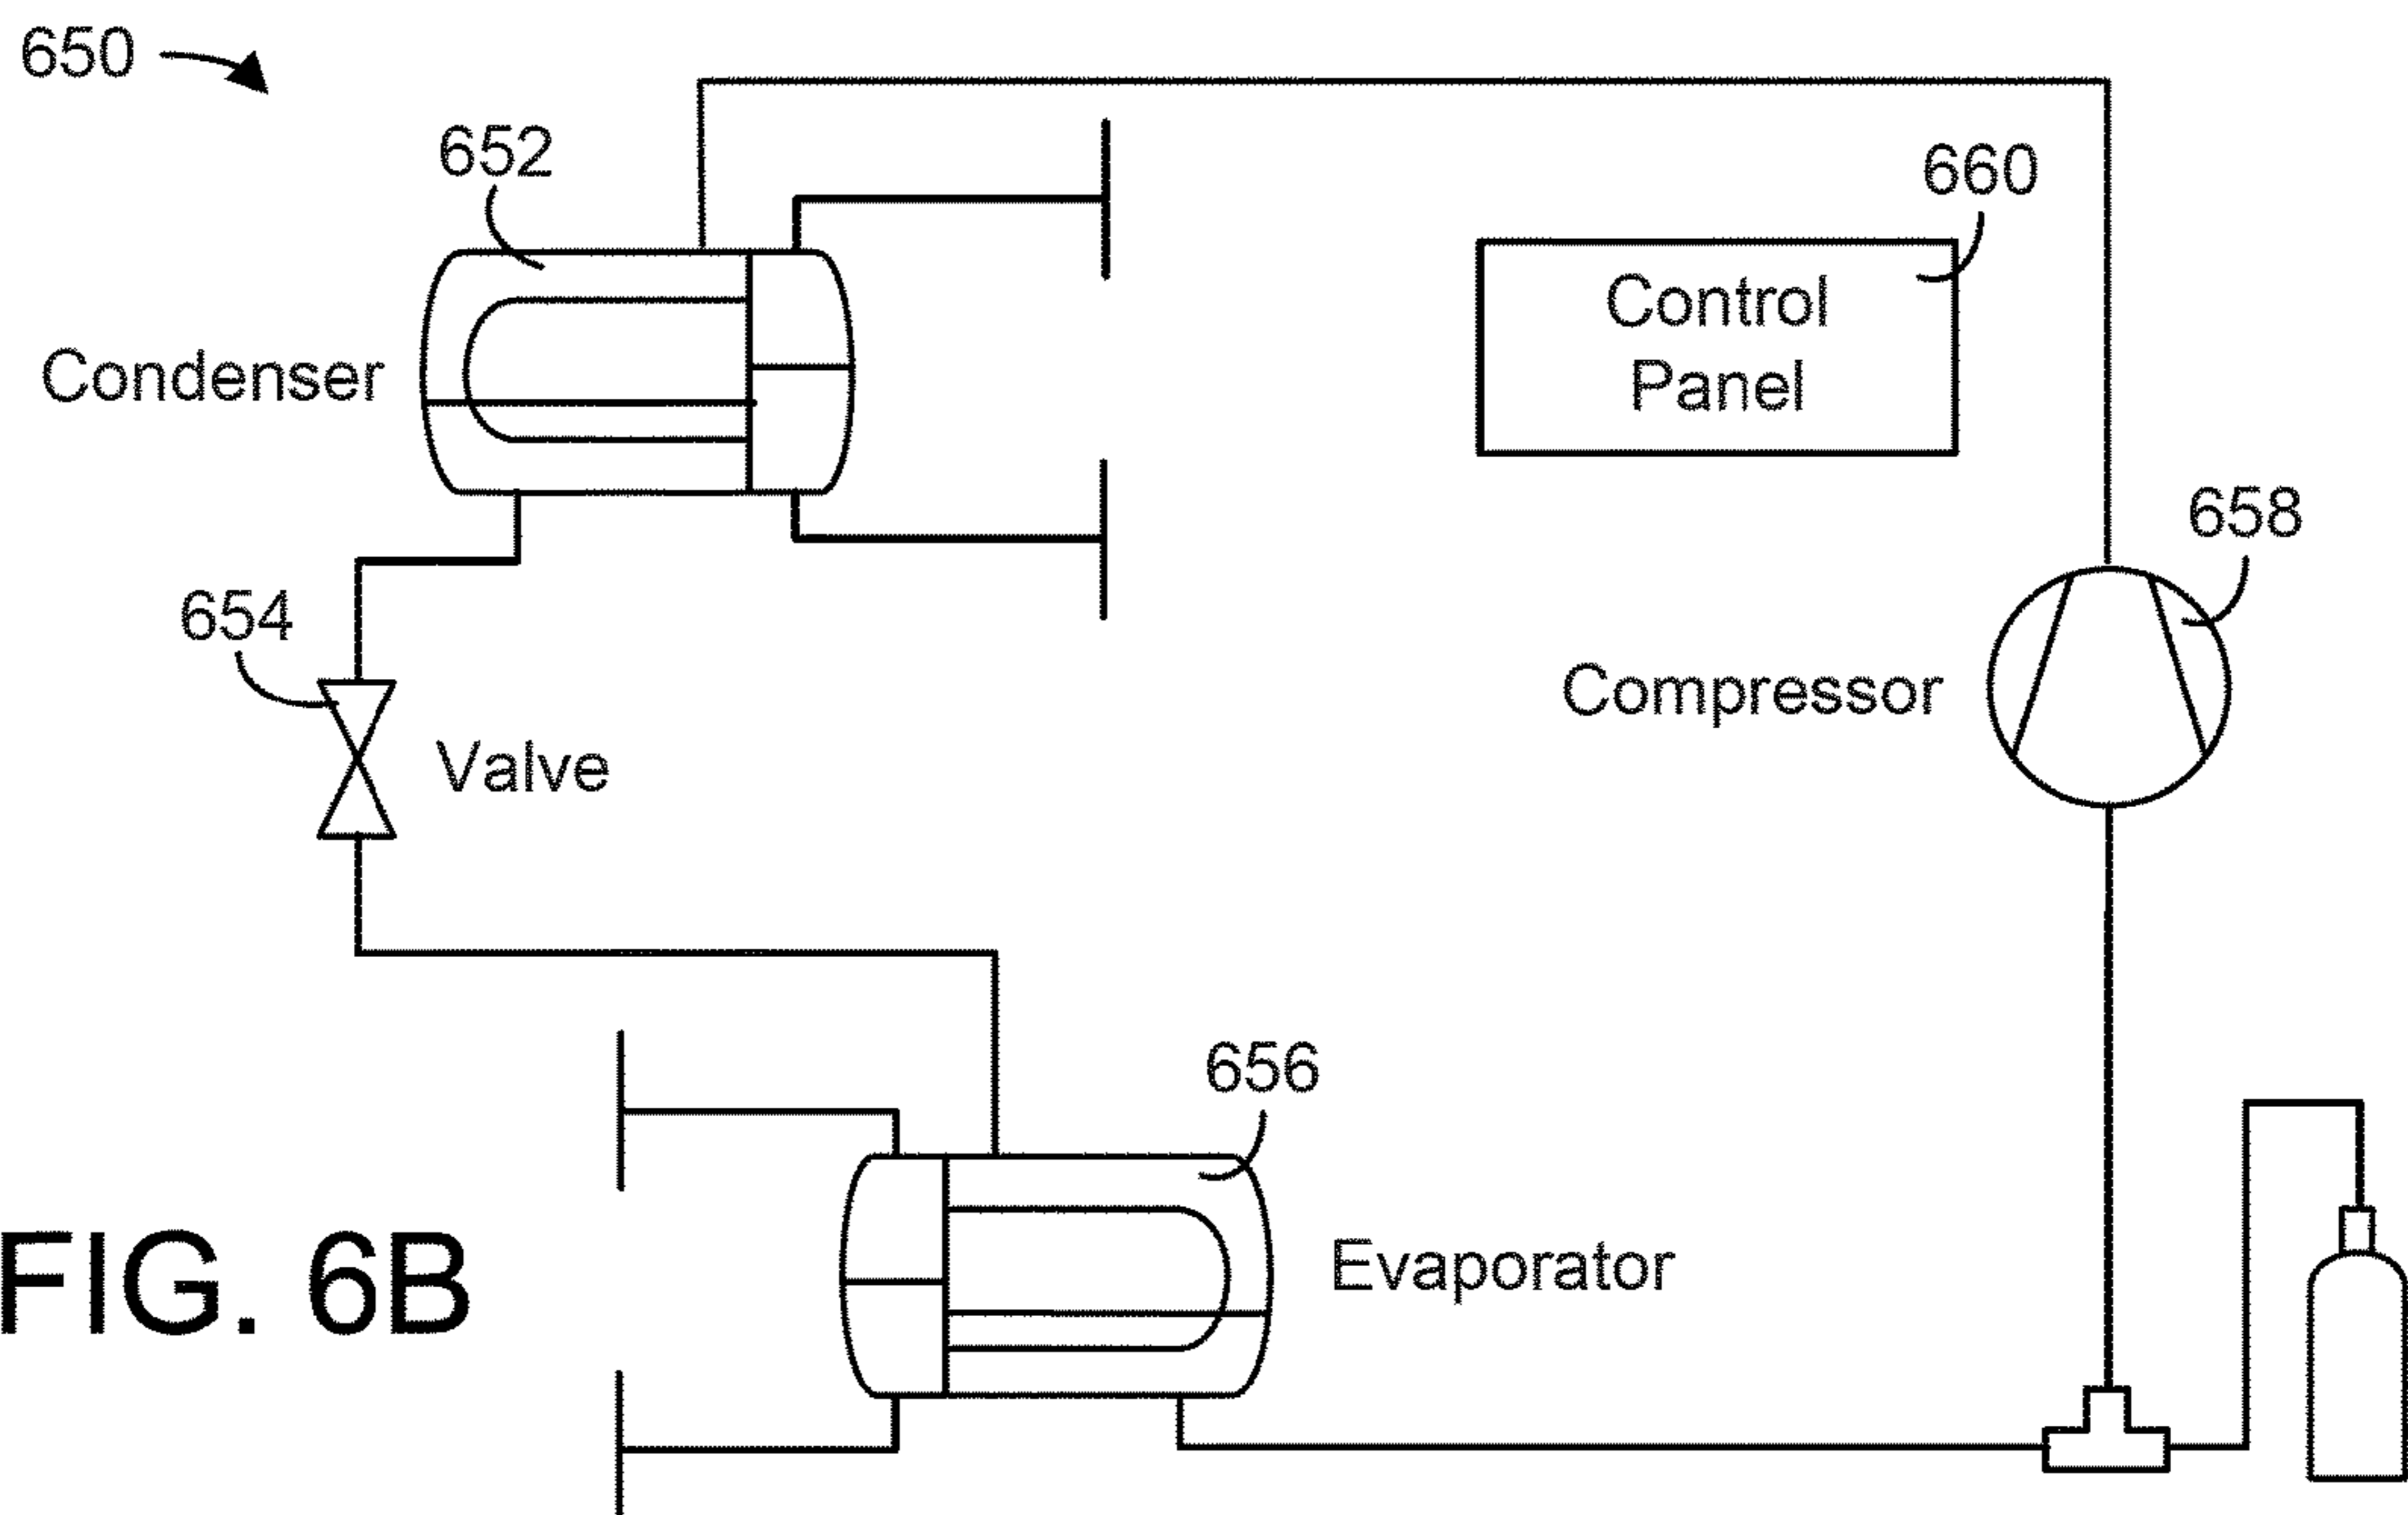 650
652
660
Control
Panel
Condenser
658
654
Compressor
Valve
656
Evaporator
FIG. 6B